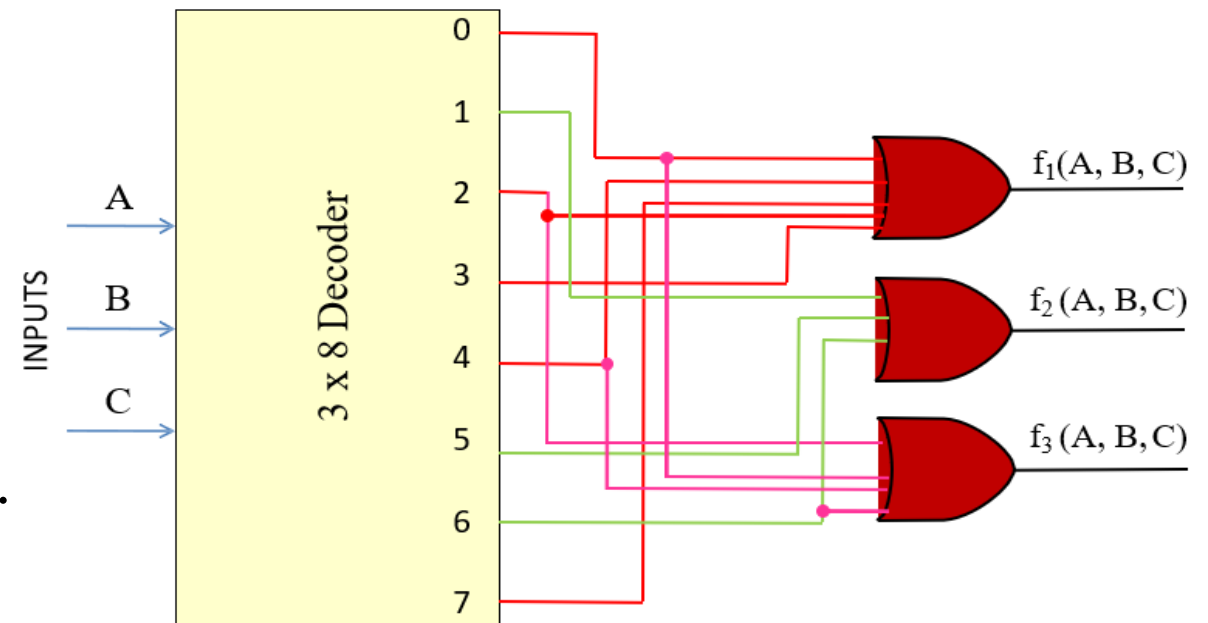 INPUTS
A
B
C
3 x 8 Decoder
0
1
2
3
4
5
6
7
f₁(A, B, C)
f₂ (A, B,C)
f₃ (A, B,C)